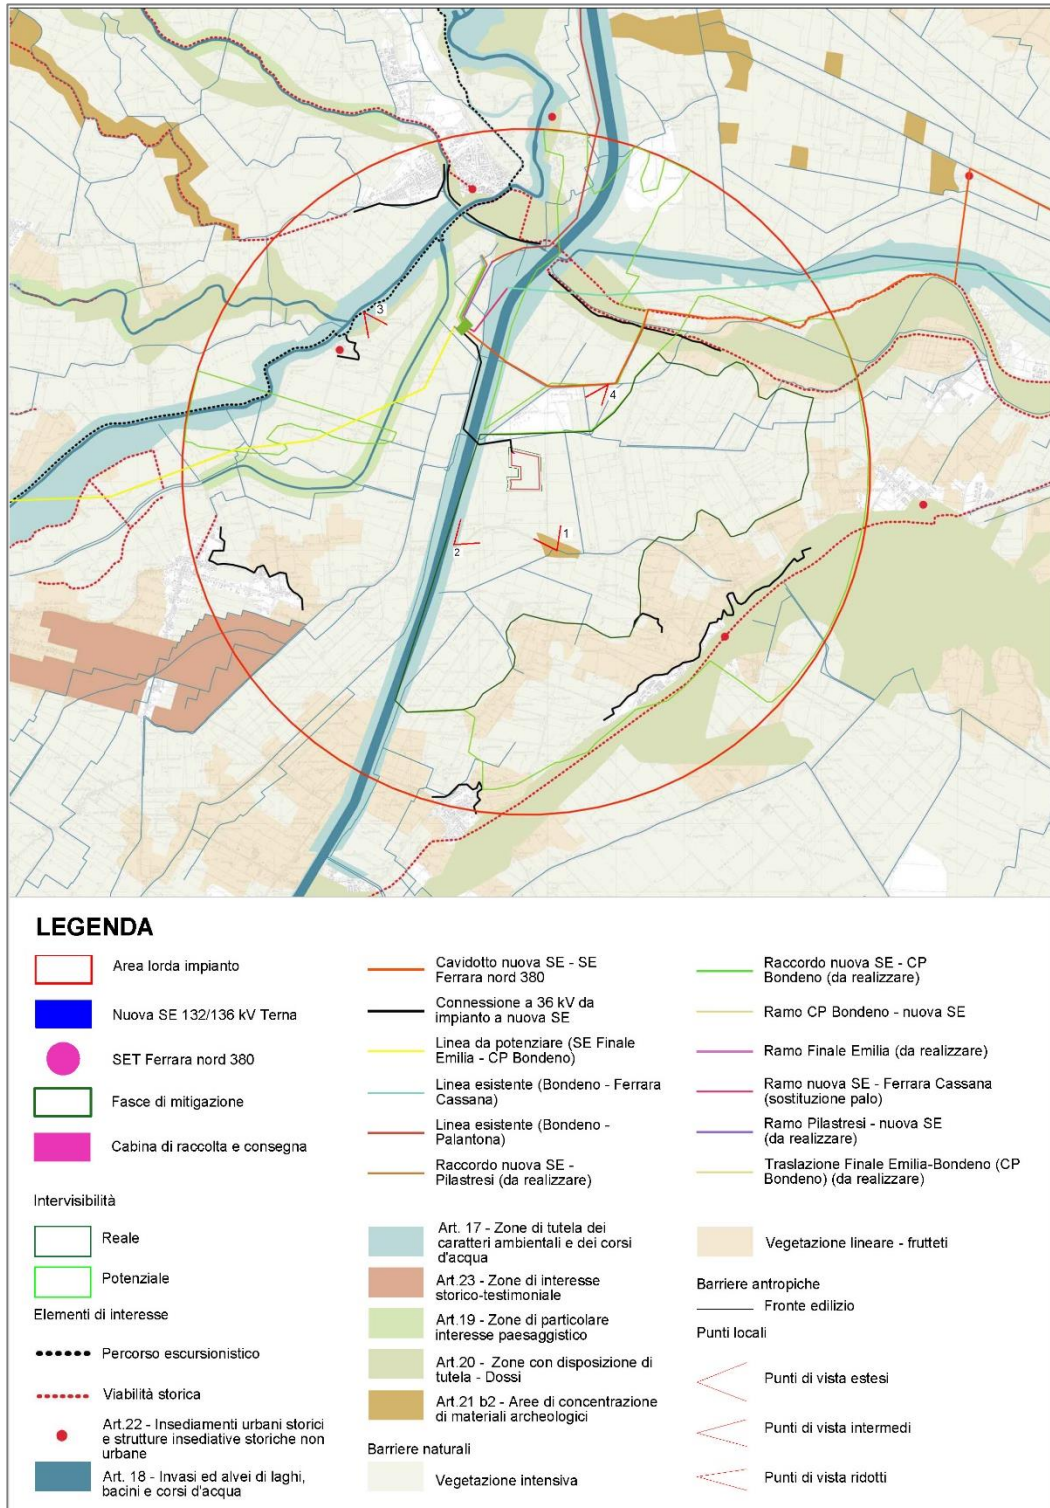 3
4
1
2
LEGENDA
Area lorda impianto
Nuova SE 132/136 kV Terna
SET Ferrara nord 380
Fasce di mitigazione
Cabina di raccolta e consegna
Intervisibilità
Reale
Potenziale
Elementi di interesse
Percorso escursionistico
Viabilità storica
Art.22 - Insediamenti urbani storici
e strutture insediative storiche non
urbane
Art. 18 - Invasi ed alvei di laghi,
bacini e corsi d'acqua
Cavidotto nuova SE - SE
Ferrara nord 380
Connessione a 36 kV da
impianto a nuova SE
Linea da potenziare (SE Finale
Emilia - CP Bondeno)
Linea esistente (Bondeno - Ferrara
Cassana)
Linea esistente (Bondeno -
Palantona)
Raccordo nuova SE -
Pilastresi (da realizzare)
Art. 17 - Zone di tutela dei
caratteri ambientali e dei corsi
d'acqua
Art.23 - Zone di interesse
storico-testimoniale
Art.19 - Zone di particolare
interesse paesaggistico
Art.20 - Zone con disposizione di
tutela - Dossi
Art.21 b2 - Aree di concentrazione
di materiali archeologici
Barriere naturali
Vegetazione intensiva
Raccordo nuova SE - CP
Bondeno (da realizzare)
Ramo CP Bondeno - nuova SE
Ramo Finale Emilia (da realizzare)
Ramo nuova SE - Ferrara Cassana
(sostituzione palo)
Ramo Pilastresi - nuova SE
(da realizzare)
Traslazione Finale Emilia-Bondeno (CP
Bondeno) (da realizzare)
Vegetazione lineare - frutteti
Barriere antropiche
Fronte edilizio
Punti locali
Punti di vista estesi
Punti di vista intermedi
Punti di vista ridotti